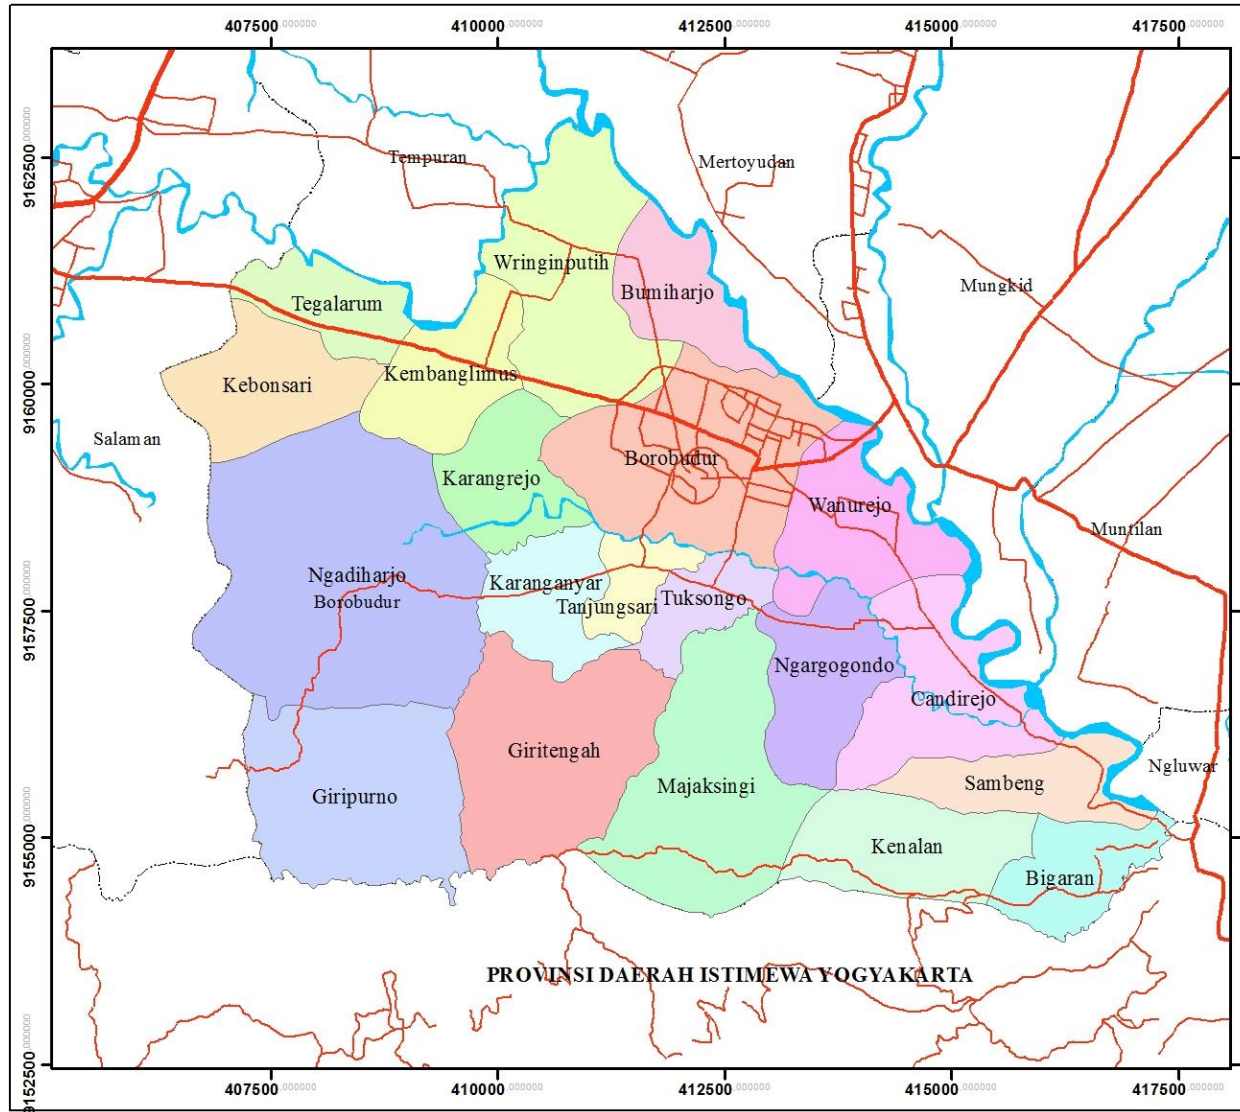 407500.000000 410000.000000 412500.000000 415000.000000 417500.000000
9162500.000000
9160000.000000
9157500.000000
9155000.000000
9152500.000000
Tempuran
Mertoyudan
Wringinputih
Mungkid
Bumiharjo
Tegalarum
Kembanglimus
Kebonsari
Salaman
Borobudur
Karangrejo
Wanurejo
Muntilan
Ngadiharjo
Borobudur
Karanganyar
Tanjungsari
Tuksongo
Ngargogondo
Candirejo
Giritengah
Ngluwar
Majaksingi
Sambeng
Giripurno
Kenalan
Bigaran
PROVINSI DAERAH ISTIMEWA YOGYAKARTA
407500.000000 410000.000000 412500.000000 415000.000000 417500.000000